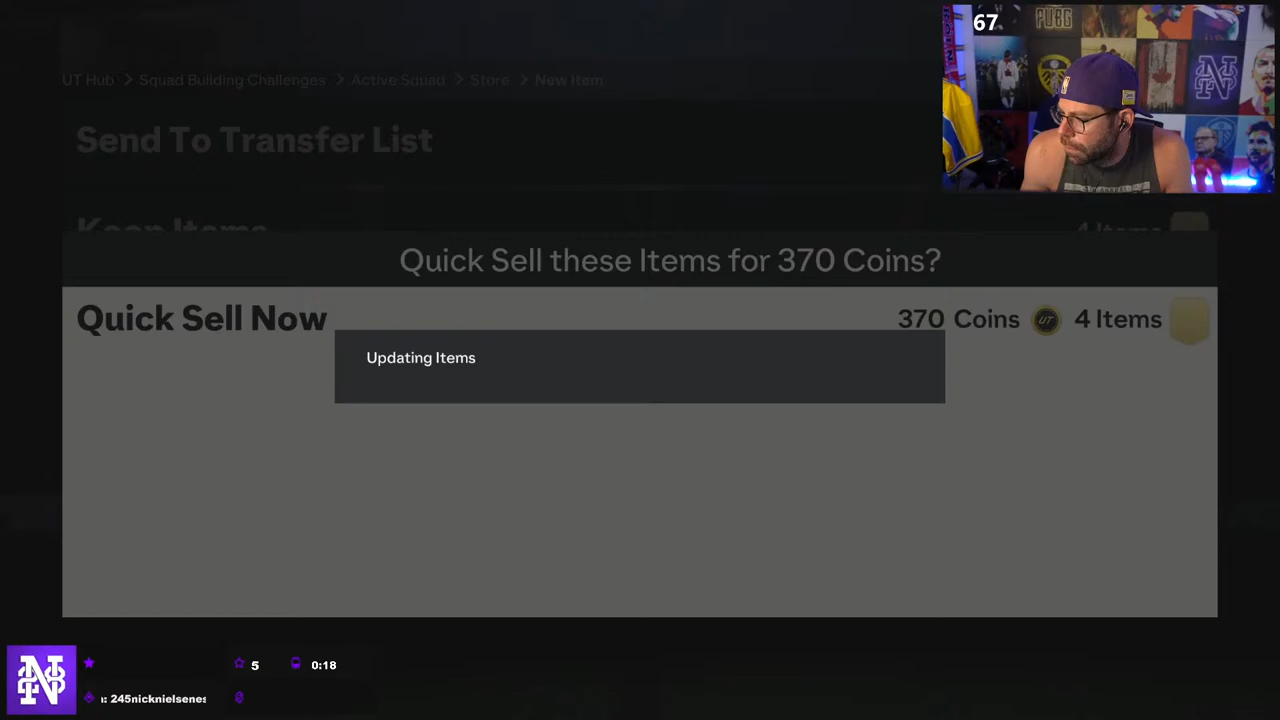 67
PUBG
UT Hub > Squad Building Challenges > Active Squad > Store > New Item
Send To Transfer List
Keep Items
4 Items
Quick Sell these Items for 370 Coins?
Quick Sell Now
370 Coins
UT
4 Items
Updating Items
5
0:18
245nicknielsenes